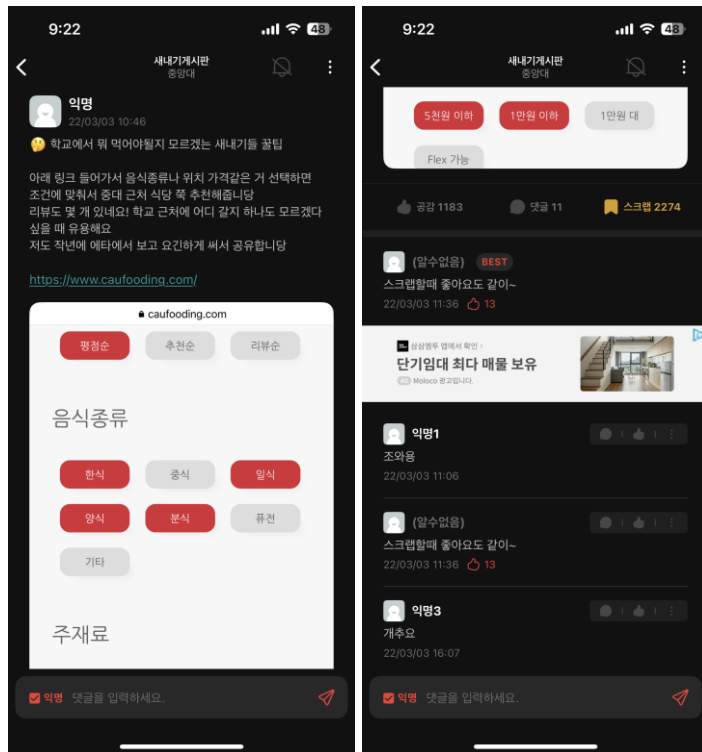 9:22
48
새내기게시판
중앙대
익명
22/03/03 10:46
🤔 학교에서 뭐 먹어야될지 모르겠는 새내기들 꿀팁
아래 링크 들어가서 음식종류나 위치 가격같은 거 선택하면
조건에 맞춰서 중대 근처 식당 쭉 추천해줍니당
리뷰도 몇 개 있네요! 학교 근처에 어디 갈지 하나도 모르겠다
싶을 때 유용해요
저도 작년에 에타에서 보고 요긴하게 써서 공유합니당
https://www.caufooding.com/
caufooding.com
평점순 추천순 리뷰순
음식종류
한식 중식 일식
양식 분식 퓨전
기타
주재료
익명 댓글을 입력하세요.
9:22
48
새내기게시판
중앙대
5천원 이하 1만원 이하 1만원 대
Flex 가능
공감 1183 댓글 11 스크랩 2274
(알수없음) BEST
스크랩할때 좋아요도 같이~
22/03/03 11:36 13
삼삼엠투 앱에서 확인 ›
단기임대 최다 매물 보유
AD Moloco 광고입니다.
익명1
조와용
22/03/03 11:06
(알수없음)
스크랩할때 좋아요도 같이~
22/03/03 11:36 13
익명3
개추요
22/03/03 16:07
익명 댓글을 입력하세요.